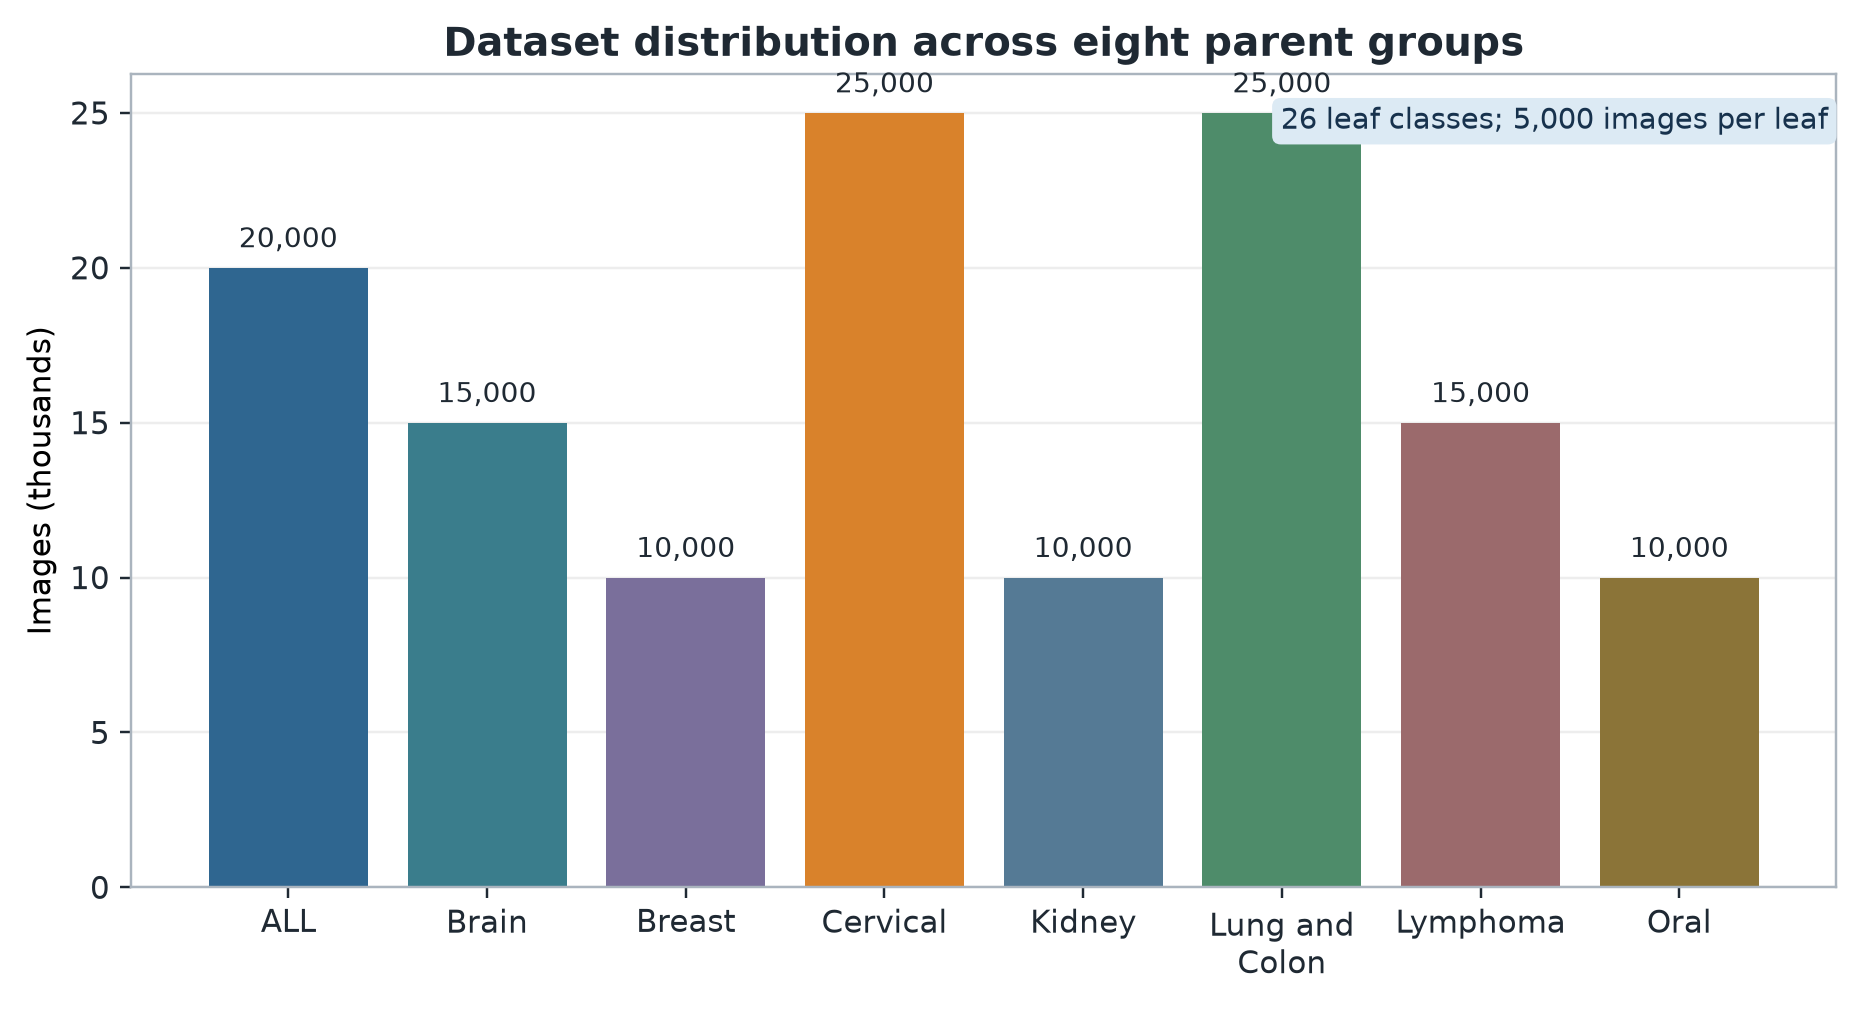 Dataset distribution across eight parent groups
25,000
25,000
26 leaf classes; 5,000 images per leaf
25
20,000
20
15,000
15,000
15
10,000
10,000
10,000
10
5
0
Images (thousands)
ALL
Brain
Breast
Cervical
Kidney
Lung and
Colon
Lymphoma
Oral